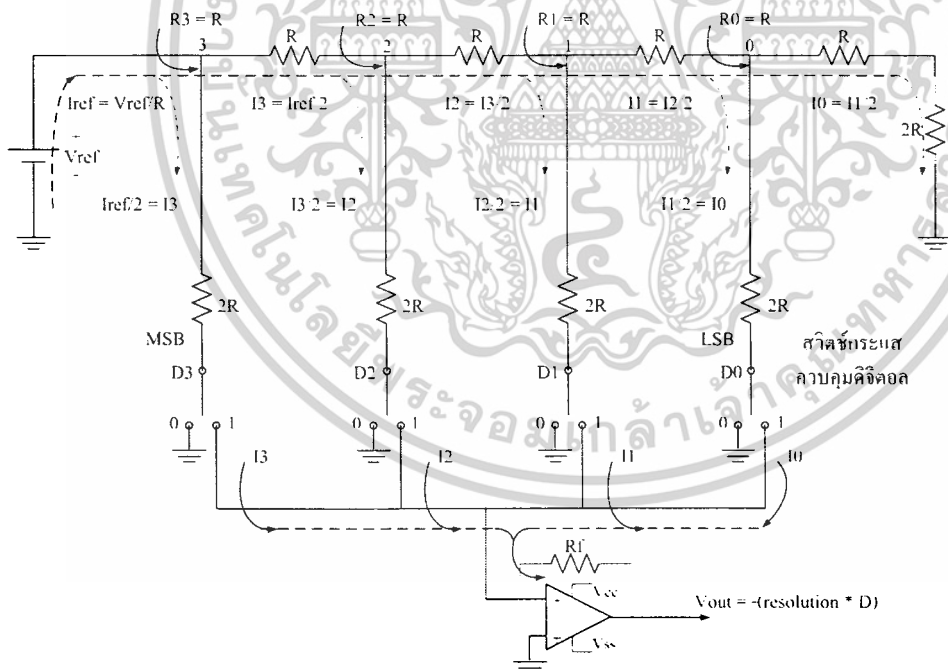 R3 = R
R2 = R
R1 = R
R0 = R
3
R
2
R
1
R
0
R
Iref = Vref/R
I3 = Iref/2
I2 = I3/2
I1 = I2/2
I0 = I1/2
2R
+
Vref
-
Iref/2 = I3
I3/2 = I2
I2/2 = I1
I1/2 = I0
2R
2R
2R
2R
MSB
LSB
สวิตช์กระแส
ควบคุมดิจิตอล
D3
D2
D1
D0
0
1
0
1
0
1
0
1
I3
I2
I1
I0
Rf
Vcc
Vss
Vout = -(resolution * D)